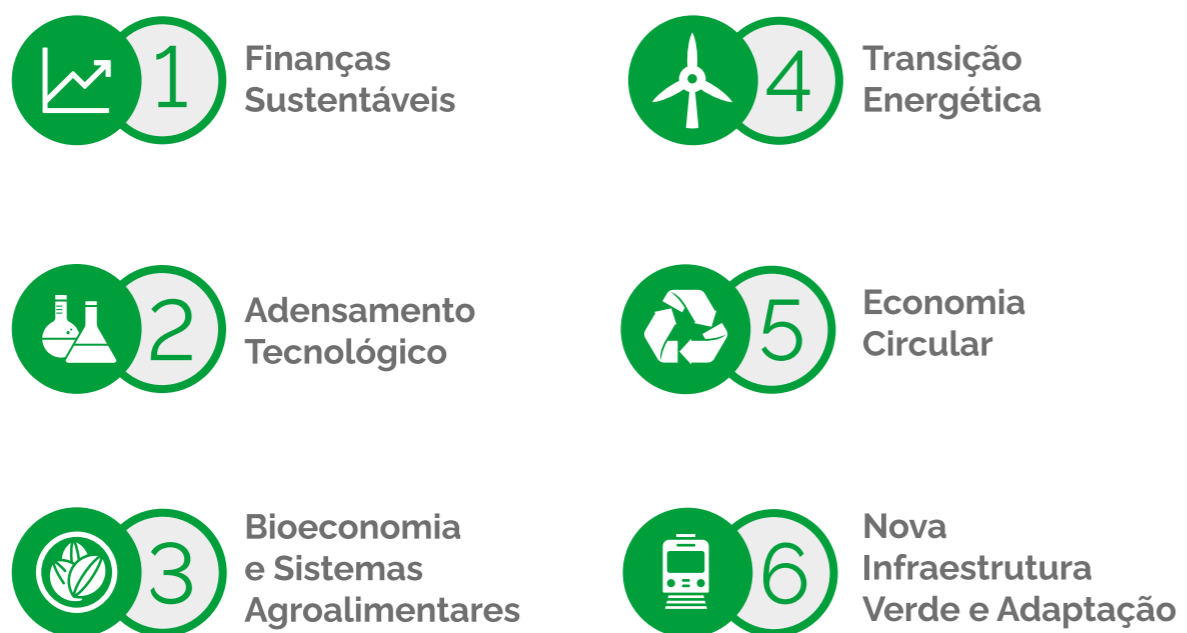 1
Finanças
Sustentáveis
2
Adensamento
Tecnológico
3
Bioeconomia
e Sistemas
Agroalimentares
4
Transição
Energética
5
Economia
Circular
6
Nova
Infraestrutura
Verde e Adaptação